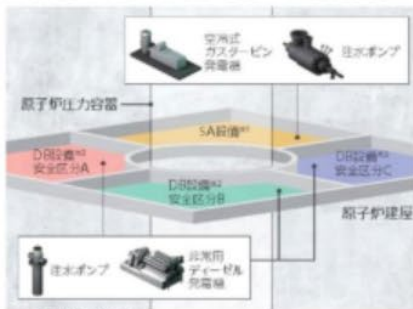 空冷式
ガスタービン
発電機
注水ポンプ
原子炉圧力容器
SA設備※1
DB設備※2
安全区分A
DB設備※2
安全区分C
DB設備※2
安全区分B
原子炉建屋
注水ポンプ
非常用
ディーゼル
発電機